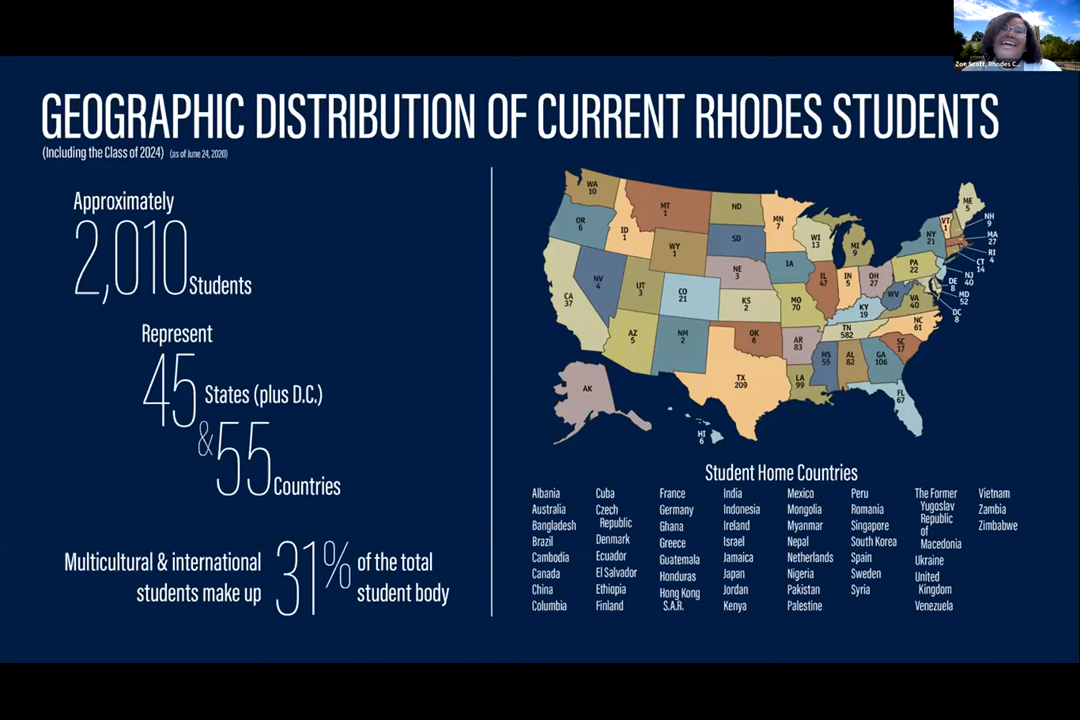 Zoe Scott, Rhodes C...
GEOGRAPHIC DISTRIBUTION OF CURRENT RHODES STUDENTS
(Including the Class of 2024) (as of June 24, 2020)
Approximately
2,010 Students
Represent
45 States (plus D.C.)
& 55 Countries
Multicultural & international
students make up
31%
of the total
student body
WA
10
OR
6
CA
37
ID
1
NV
4
MT
1
WY
1
UT
3
AZ
5
CO
21
NM
2
ND
SD
NE
3
KS
2
OK
6
TX
209
MN
7
IA
MO
70
AR
83
LA
99
WI
13
IL
47
MI
9
IN
5
OH
27
KY
19
TN
582
MS
55
AL
82
GA
106
FL
67
SC
17
NC
61
VA
40
WV
PA
22
NY
21
VT
1
ME
5
NH
9
MA
27
RI
4
CT
14
NJ
40
DE
8
MD
52
DC
8
AK
HI
6
Student Home Countries
Albania
Australia
Bangladesh
Brazil
Cambodia
Canada
China
Columbia
Cuba
Czech
Republic
Denmark
Ecuador
El Salvador
Ethiopia
Finland
France
Germany
Ghana
Greece
Guatemala
Honduras
Hong Kong
S.A.R.
India
Indonesia
Ireland
Israel
Jamaica
Japan
Jordan
Kenya
Mexico
Mongolia
Myanmar
Nepal
Netherlands
Nigeria
Pakistan
Palestine
Peru
Romania
Singapore
South Korea
Spain
Sweden
Syria
The Former
Yugoslav
Republic
of
Macedonia
Ukraine
United
Kingdom
Venezuela
Vietnam
Zambia
Zimbabwe